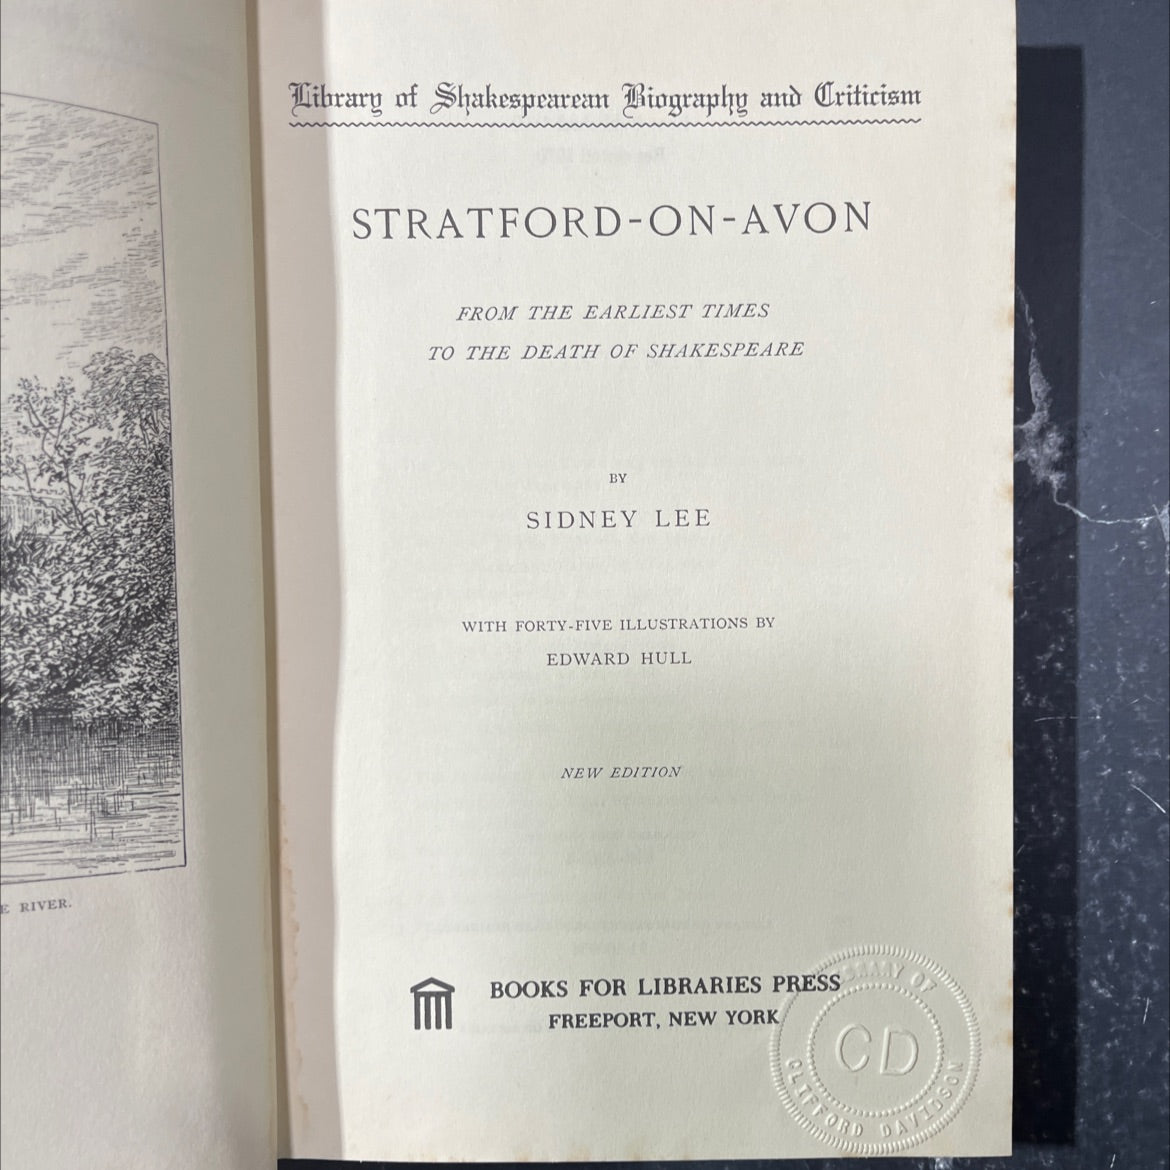 E RIVER.
Library of Shakespearean Biography and Criticism
STRATFORD-ON-AVON
FROM THE EARLIEST TIMES
TO THE DEATH OF SHAKESPEARE
BY
SIDNEY LEE
WITH FORTY-FIVE ILLUSTRATIONS BY
EDWARD HULL
NEW EDITION
BOOKS FOR LIBRARIES PRESS
FREEPORT, NEW YORK
LIBRARY OF
CD
CLIFFORD DAVIDSON